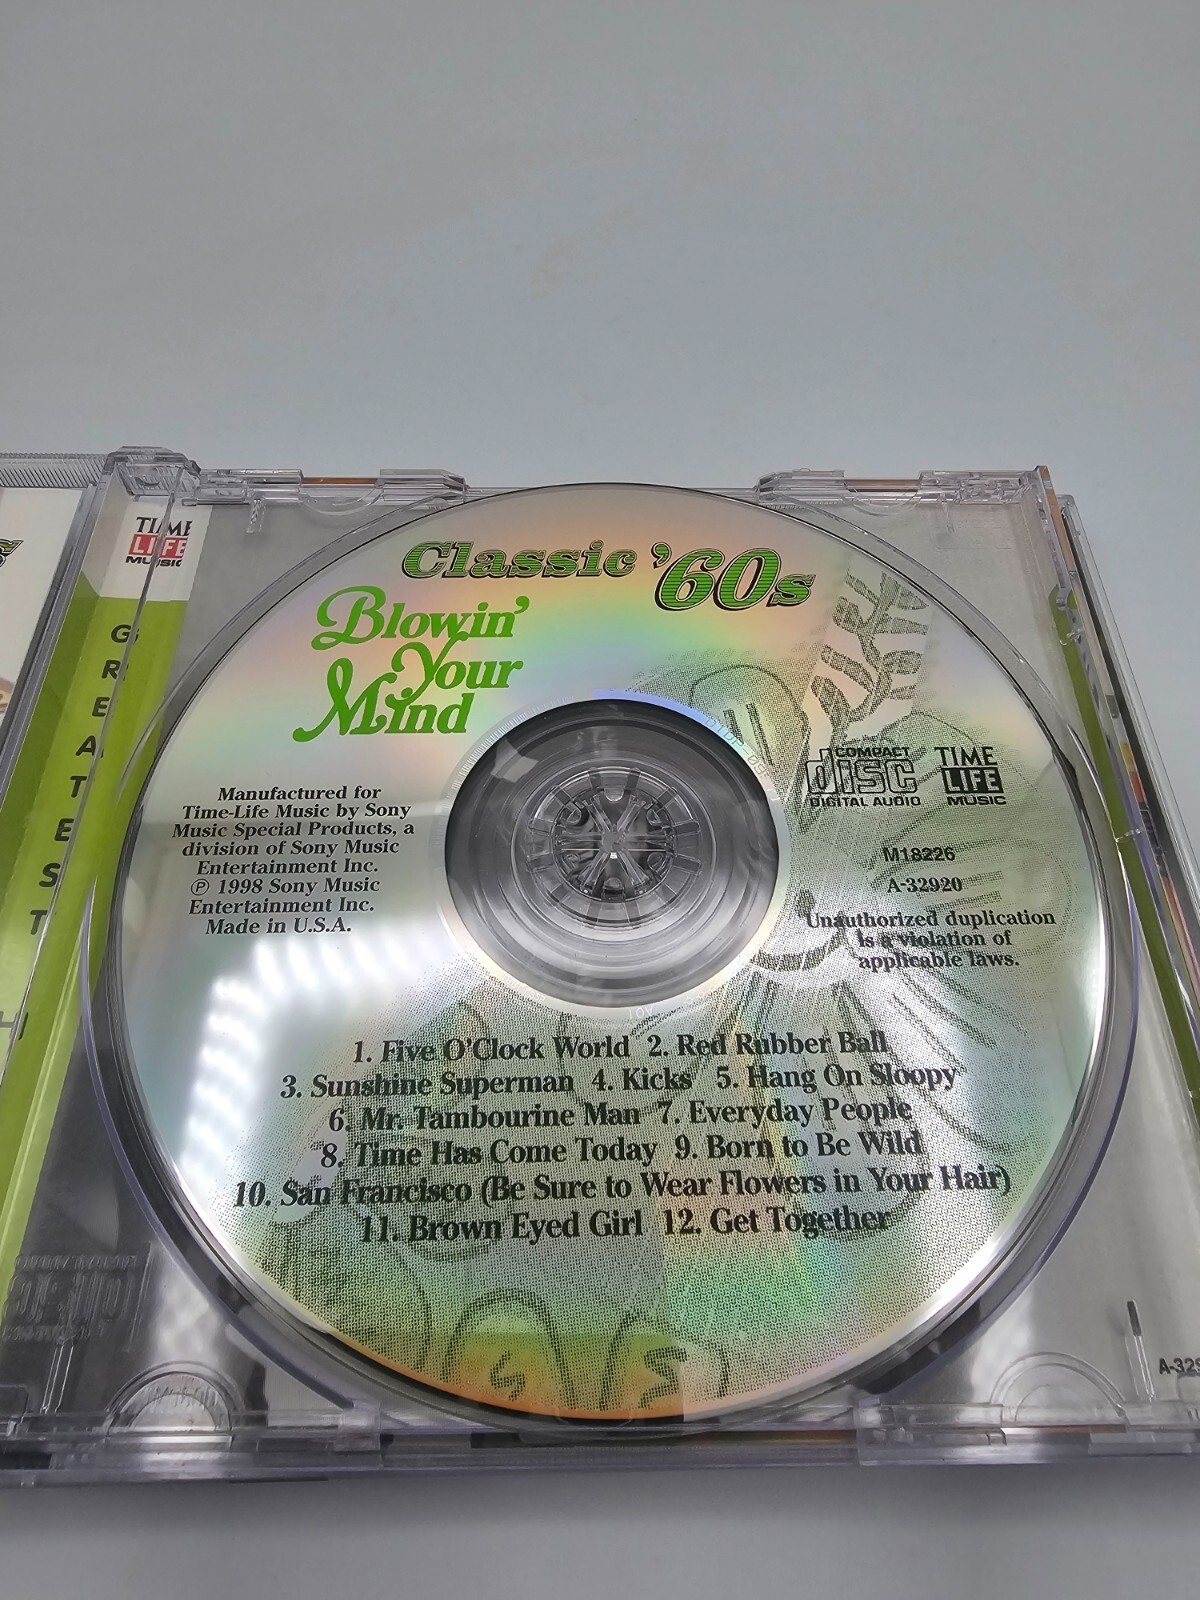 TIME
LIFE
MUSIC
GREATEST
Classic '60s
Blowin'
Your
Mind
COMPACT
disc
DIGITAL AUDIO
TIME
LIFE
MUSIC
Manufactured for
Time-Life Music by Sony
Music Special Products, a
division of Sony Music
Entertainment Inc.
℗ 1998 Sony Music
Entertainment Inc.
Made in U.S.A.
M18226
A-32920
Unauthorized duplication
is a violation of
applicable laws.
1. Five O'Clock World 2. Red Rubber Ball
3. Sunshine Superman 4. Kicks 5. Hang On Sloopy
6. Mr. Tambourine Man 7. Everyday People
8. Time Has Come Today 9. Born to Be Wild
10. San Francisco (Be Sure to Wear Flowers in Your Hair)
11. Brown Eyed Girl 12. Get Together